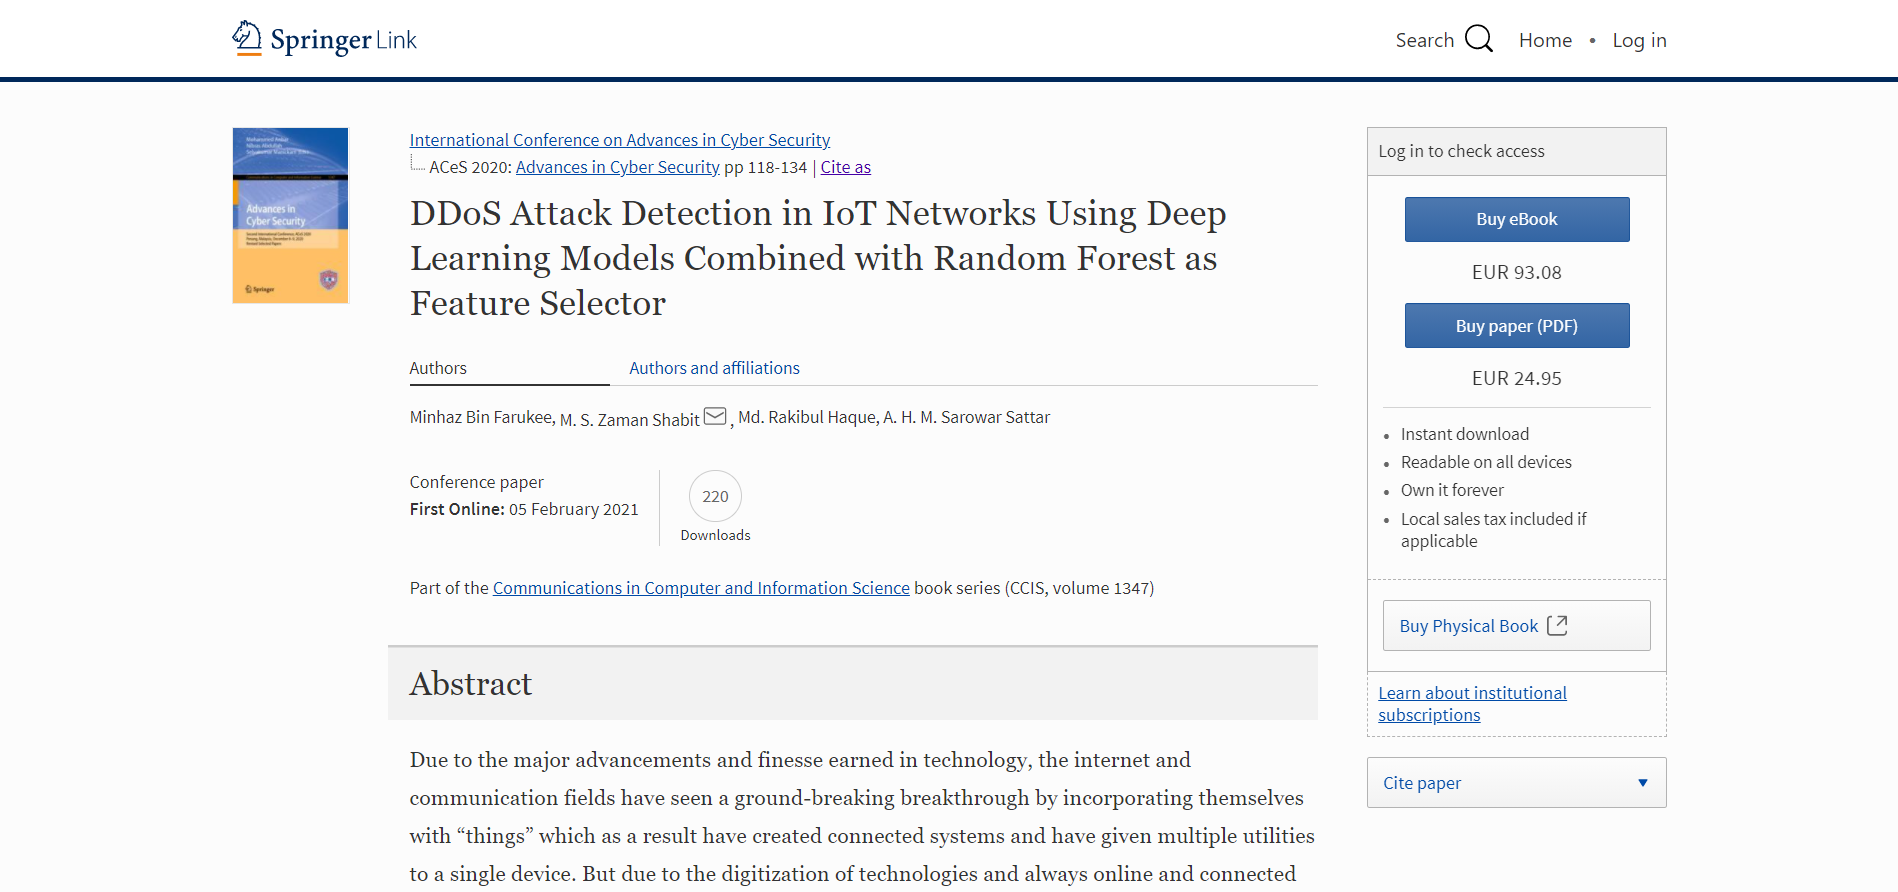 Springer Link
Search
Home • Log in
Advances in
Cyber Security
Springer
International Conference on Advances in Cyber Security
ACeS 2020: Advances in Cyber Security pp 118-134 | Cite as
DDoS Attack Detection in IoT Networks Using Deep
Learning Models Combined with Random Forest as
Feature Selector
Authors
Authors and affiliations
Minhaz Bin Farukee, M. S. Zaman Shabit, Md. Rakibul Haque, A. H. M. Sarowar Sattar
Conference paper
First Online: 05 February 2021
220
Downloads
Part of the Communications in Computer and Information Science book series (CCIS, volume 1347)
Abstract
Due to the major advancements and finesse earned in technology, the internet and
communication fields have seen a ground-breaking breakthrough by incorporating themselves
with “things” which as a result have created connected systems and have given multiple utilities
to a single device. But due to the digitization of technologies and always online and connected
Log in to check access
Buy eBook
EUR 93.08
Buy paper (PDF)
EUR 24.95
• Instant download
• Readable on all devices
• Own it forever
• Local sales tax included if
applicable
Buy Physical Book
Learn about institutional
subscriptions
Cite paper